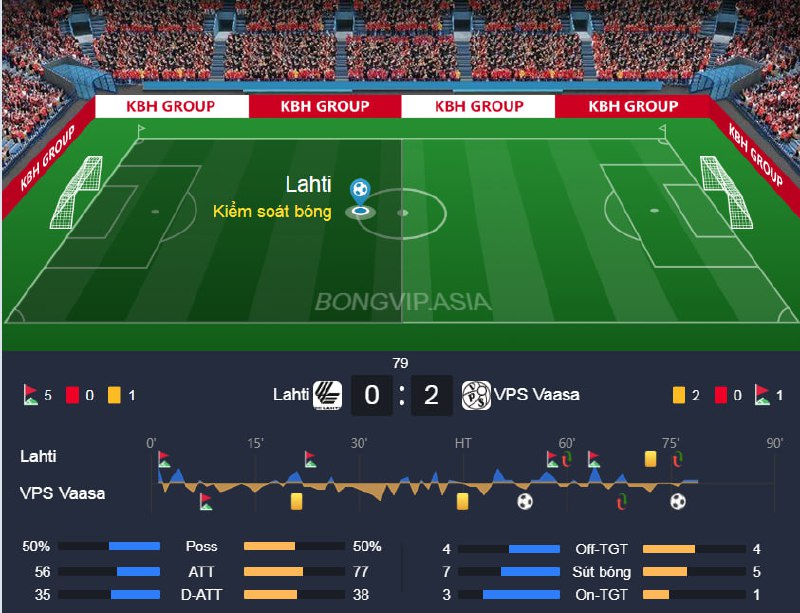 KBH GROUP KBH GROUP KBH GROUP KBH GROUP
KBH GROUP KBH GROUP
Lahti
Kiểm soát bóng
BONGVIP.ASIA
79
5 0 1 Lahti 0 : 2 VPS Vaasa 2 0 1
0' 15' 30' HT 60' 75' 90'
Lahti
VPS Vaasa
50% Poss 50% 4 Off-TGT 4
56 ATT 77 7 Sút bóng 5
35 D-ATT 38 3 On-TGT 1